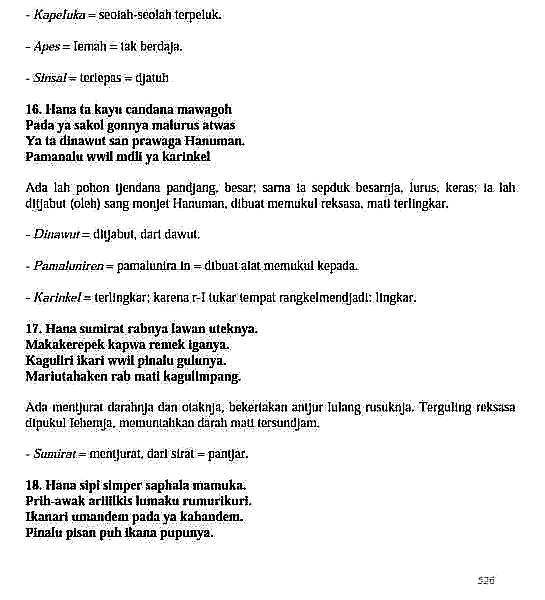 - Kapeluka = seolah-seolah terpeluk.
- Apes = lemah = tak berdaja.
- Sinsal = terlepas = djatuh
16. Hana ta kayu candana mawagoh
Pada ya sakol gonnya malurus atwas
Ya ta dinawut san prawaga Hanuman.
Pamanalu wwil mdli ya karinkel
Ada lah pohon tjendana pandjang, besar; sama ia sepduk besarnja, lurus, keras; ia lah
ditjabut (oleh) sang monjet Hanuman, dibuat memukul reksasa, mati terlingkar.
- Dinawut = ditjabut, dari dawut.
- Pamaluniren = pamalunira in = dibuat alat memukul kepada.
- Karinkel = terlingkar; karena r-I tukar tempat rangkelmendjadi: lingkar.
17. Hana sumirat rabnya lawan uteknya.
Makakerepek kapwa remek iganya.
Kaguliri ikari wwil pinalu gulunya.
Mariutahaken rab mati kagulimpang.
Ada mentjurat darahnja dan otaknja, bekertakan antjur tulang rusuknja. Terguling reksasa
dipukul lehernja, memuntahkan darah mati tersundjam.
- Sumirat = mentjurat, dari sirat = pantjar.
18. Hana sipi simper saphala mamuka.
Prih-awak arilikis lumaku rumurikuri.
Ikanari umandem pada ya kabandem.
Pinalu pisan puh ikana pupunya.
526